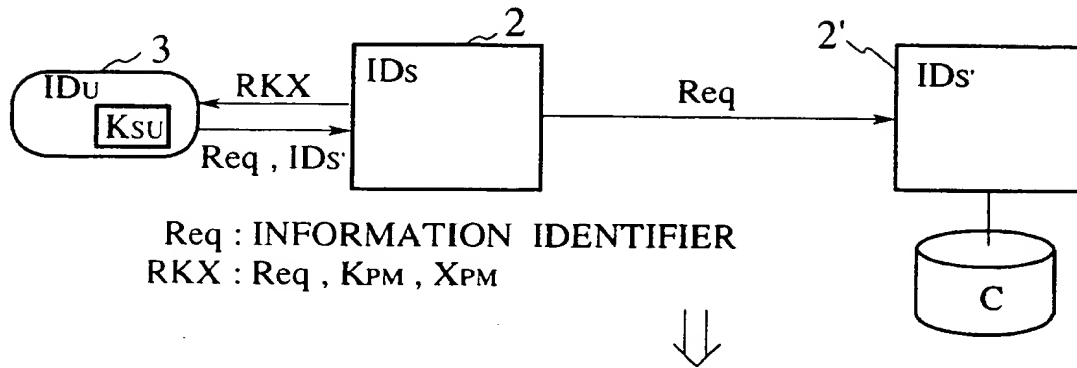 3
2
2'
IDU
KSU
RKX
Req , IDS'
IDS
Req
IDS'
Req : INFORMATION IDENTIFIER
RKX : Req , KPM , XPM
C